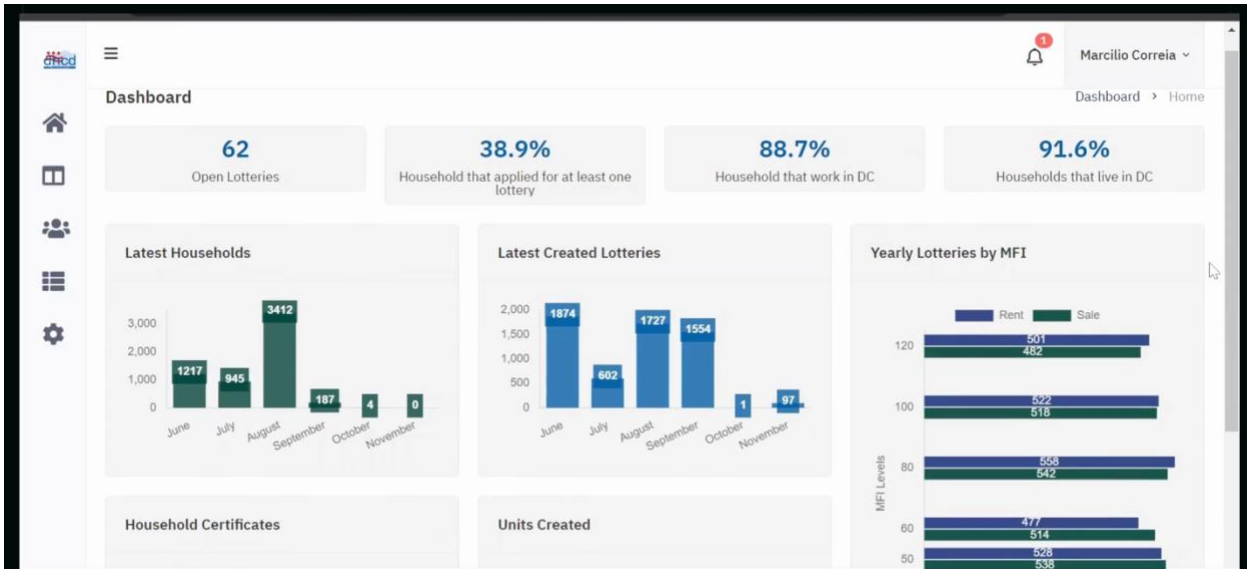 dhcd
1
Marcilio Correia
Dashboard
Dashboard > Home
62
Open Lotteries
38.9%
Household that applied for at least one
lottery
88.7%
Household that work in DC
91.6%
Households that live in DC
Latest Households
3,000
2,000
1,000
0
1217
945
3412
187
4
0
June
July
August
September
October
November
Latest Created Lotteries
2,000
1,500
1,000
500
0
1874
602
1727
1554
1
97
June
July
August
September
October
November
Yearly Lotteries by MFI
Rent
Sale
MFI Levels
120
501
482
100
522
518
80
558
542
60
477
514
50
528
538
Household Certificates
Units Created